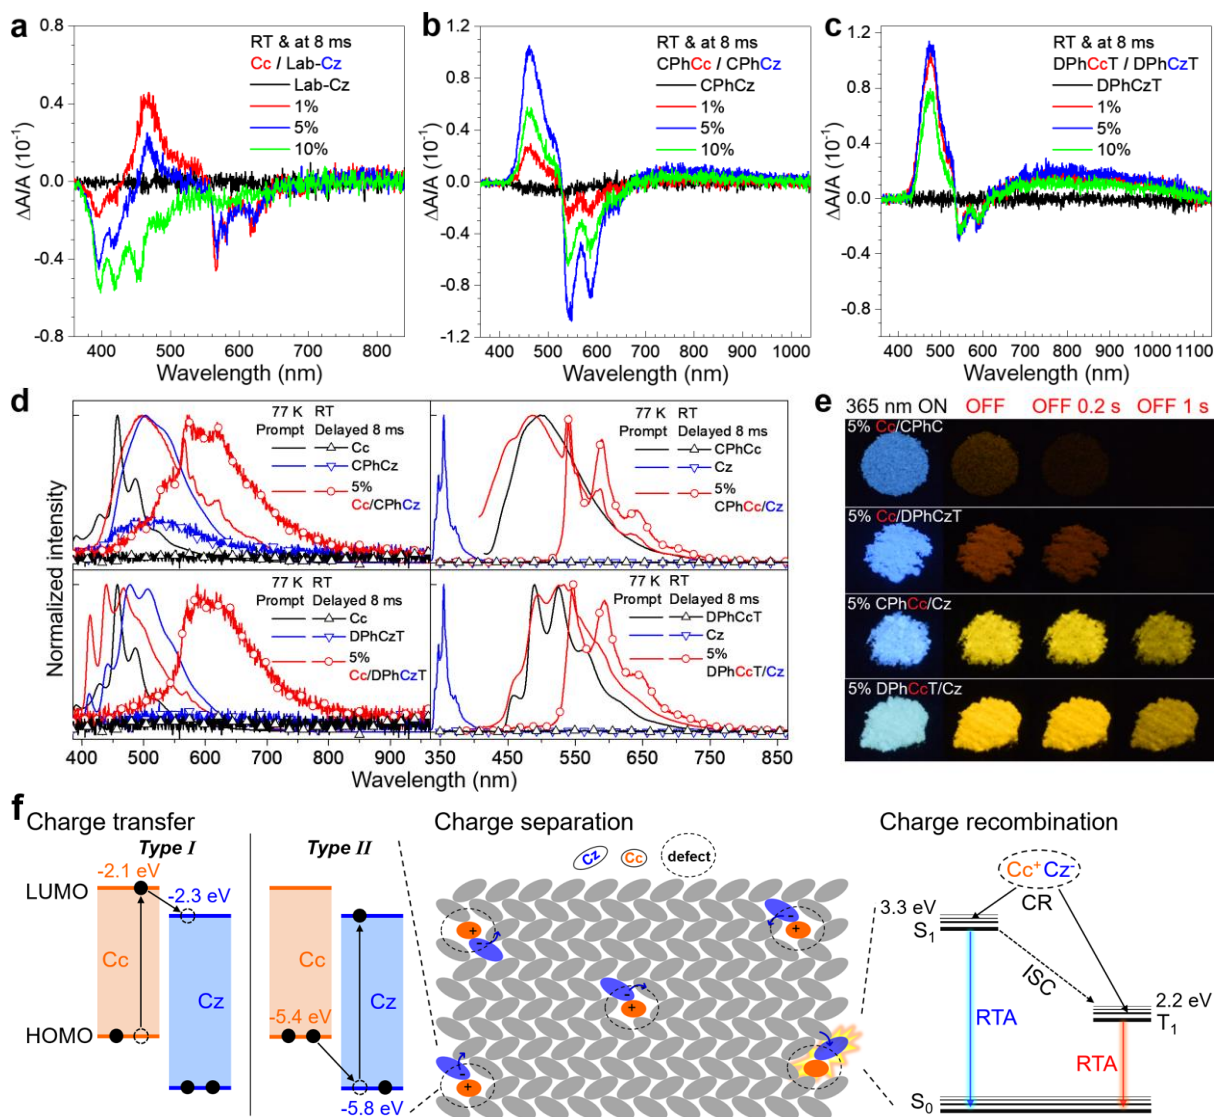 a
RT & at 8 ms
Cc / Lab-Cz
Lab-Cz
1%
5%
10%
0.8
0.4
0.0
-0.4
-0.8
ΔA/A (10⁻¹)
400 500 600 700 800
Wavelength (nm)
b
RT & at 8 ms
CPhCc / CPhCz
CPhCz
1%
5%
10%
1.2
0.8
0.4
0.0
-0.4
-0.8
-1.2
ΔA/A (10⁻¹)
400 500 600 700 800 900 1000
Wavelength (nm)
c
RT & at 8 ms
DPhCcT / DPhCzT
DPhCzT
1%
5%
10%
1.2
0.8
0.4
0.0
-0.4
-0.8
ΔA/A (10⁻¹)
400 500 600 700 800 900 1000 1100
Wavelength (nm)
d
Normalized intensity
77 K RT
Prompt Delayed 8 ms
Cc
CPhCz
5%
Cc/CPhCz
77 K RT
Prompt Delayed 8 ms
CPhCc
Cz
5%
CPhCc/Cz
77 K RT
Prompt Delayed 8 ms
Cc
DPhCzT
5%
Cc/DPhCzT
77 K RT
Prompt Delayed 8 ms
DPhCcT
Cz
5%
DPhCcT/Cz
400 500 600 700 800 900 350 450 550 650 750 850
Wavelength (nm)
e
365 nm ON OFF OFF 0.2 s OFF 1 s
5% Cc/CPhC
5% Cc/DPhCzT
5% CPhCc/Cz
5% DPhCcT/Cz
f
Charge transfer
Type I
Type II
-2.1 eV
-2.3 eV
LUMO
Cc
Cz
HOMO
Cc
-5.4 eV
Cz
-5.8 eV
Charge separation
Cz
Cc
defect
+
-
+
-
+
-
+
-
Charge recombination
Cc⁺Cz⁻
CR
3.3 eV
S₁
ISC
2.2 eV
T₁
RTA
RTA
S₀